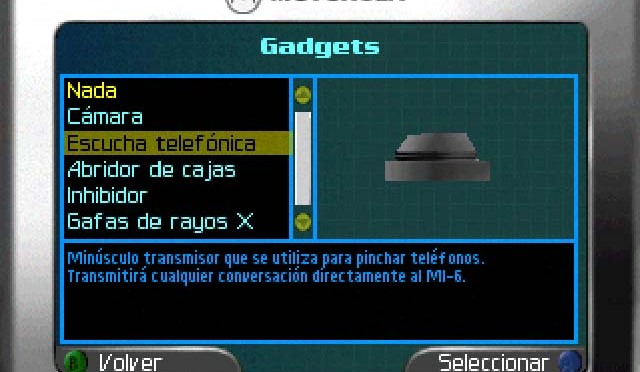 Gadgets
Nada
Cámara
Escucha telefónica
Abridor de cajas
Inhibidor
Gafas de rayos X
Minúsculo transmisor que se utiliza para pinchar teléfonos.
Transmitirá cualquier conversación directamente al MI-6.
B Volver
Seleccionar A